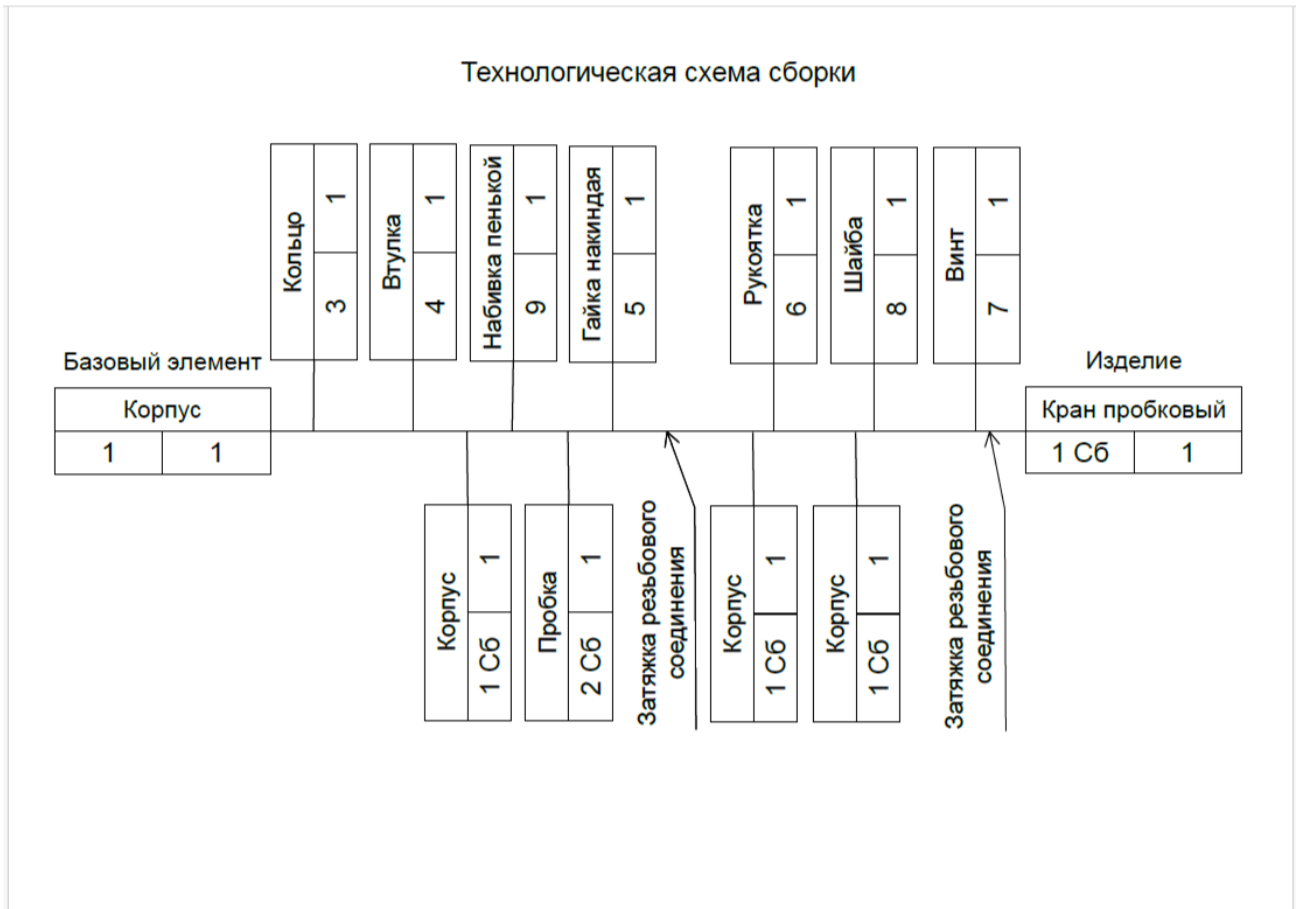 Технологическая схема сборки
Кольцо
3
1
Втулка
4
1
Набивка пенькой
9
1
Гайка накиндая
5
1
Рукоятка
6
1
Шайба
8
1
Винт
7
1
Базовый элемент
Корпус
1
1
Изделие
Кран пробковый
1 Сб
1
Корпус
1 Сб
1
Пробка
2 Сб
1
Затяжка резьбового
соединения
Корпус
1 Сб
1
Корпус
1 Сб
1
Затяжка резьбового
соединения